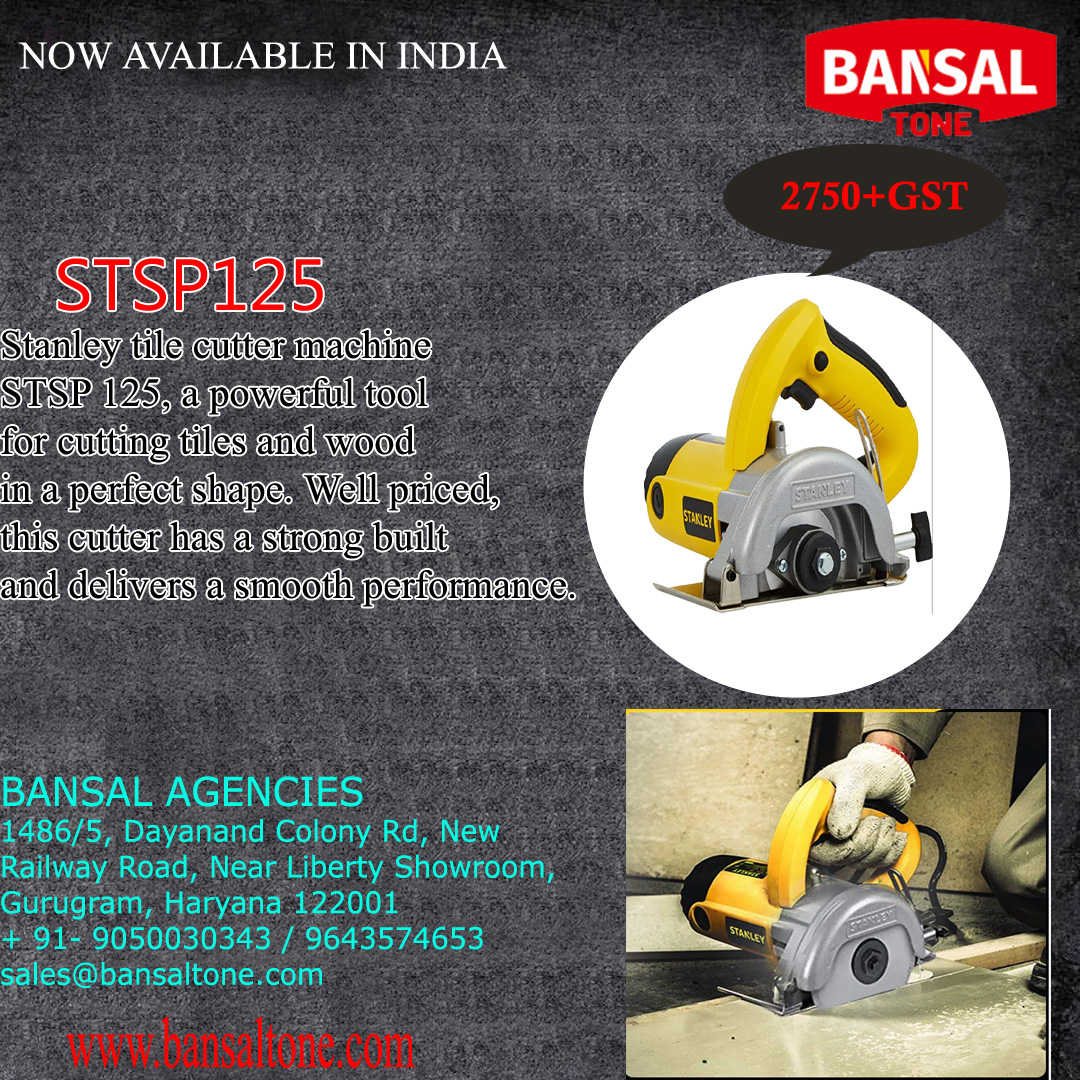 NOW AVAILABLE IN INDIA
BANSAL
TONE
2750+GST
STSP125
Stanley tile cutter machine
STSP 125, a powerful tool
for cutting tiles and wood
in a perfect shape. Well priced,
this cutter has a strong built
and delivers a smooth performance.
STANLEY
STANLEY
BANSAL AGENCIES
1486/5, Dayanand Colony Rd, New
Railway Road, Near Liberty Showroom,
Gurugram, Haryana 122001
+ 91- 9050030343 / 9643574653
sales@bansaltone.com
www.bansaltone.com
STANLEY
STANLEY